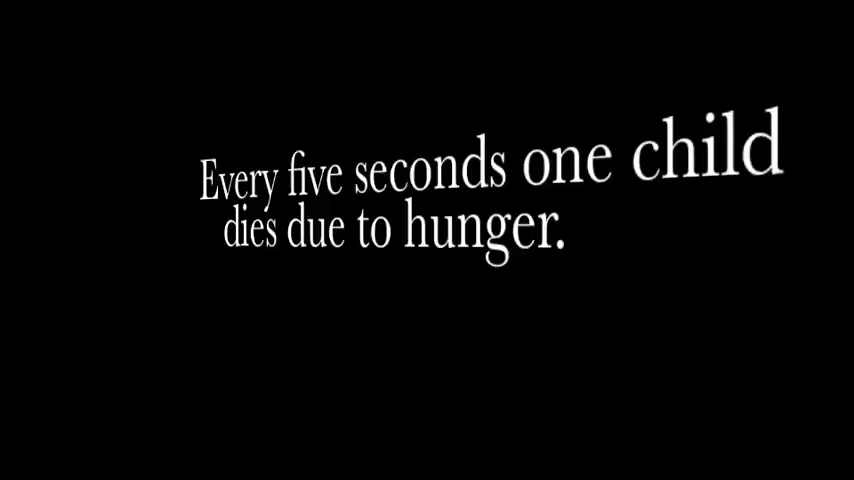 Every five seconds one child
dies due to hunger.